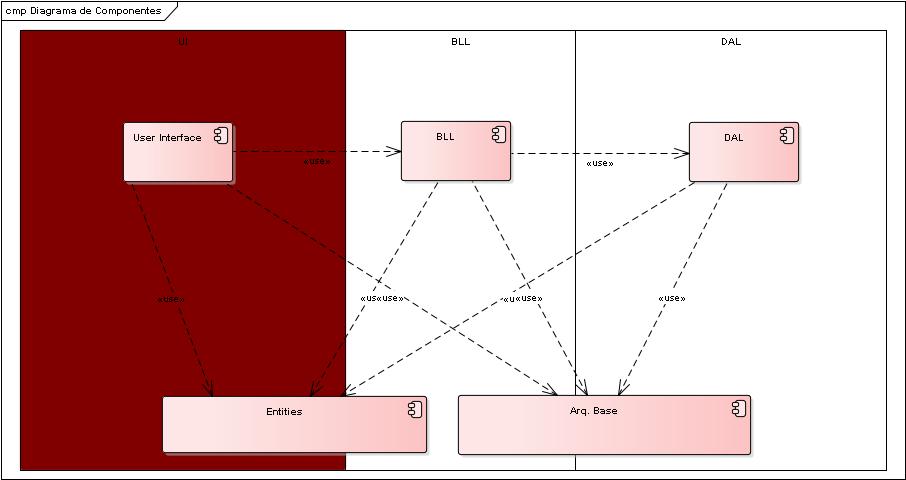 cmp Diagrama de Componentes
UI
BLL
DAL
User Interface
BLL
DAL
«use»
«use»
«use»
«us«use»
«u«use»
«use»
Entities
Arq. Base